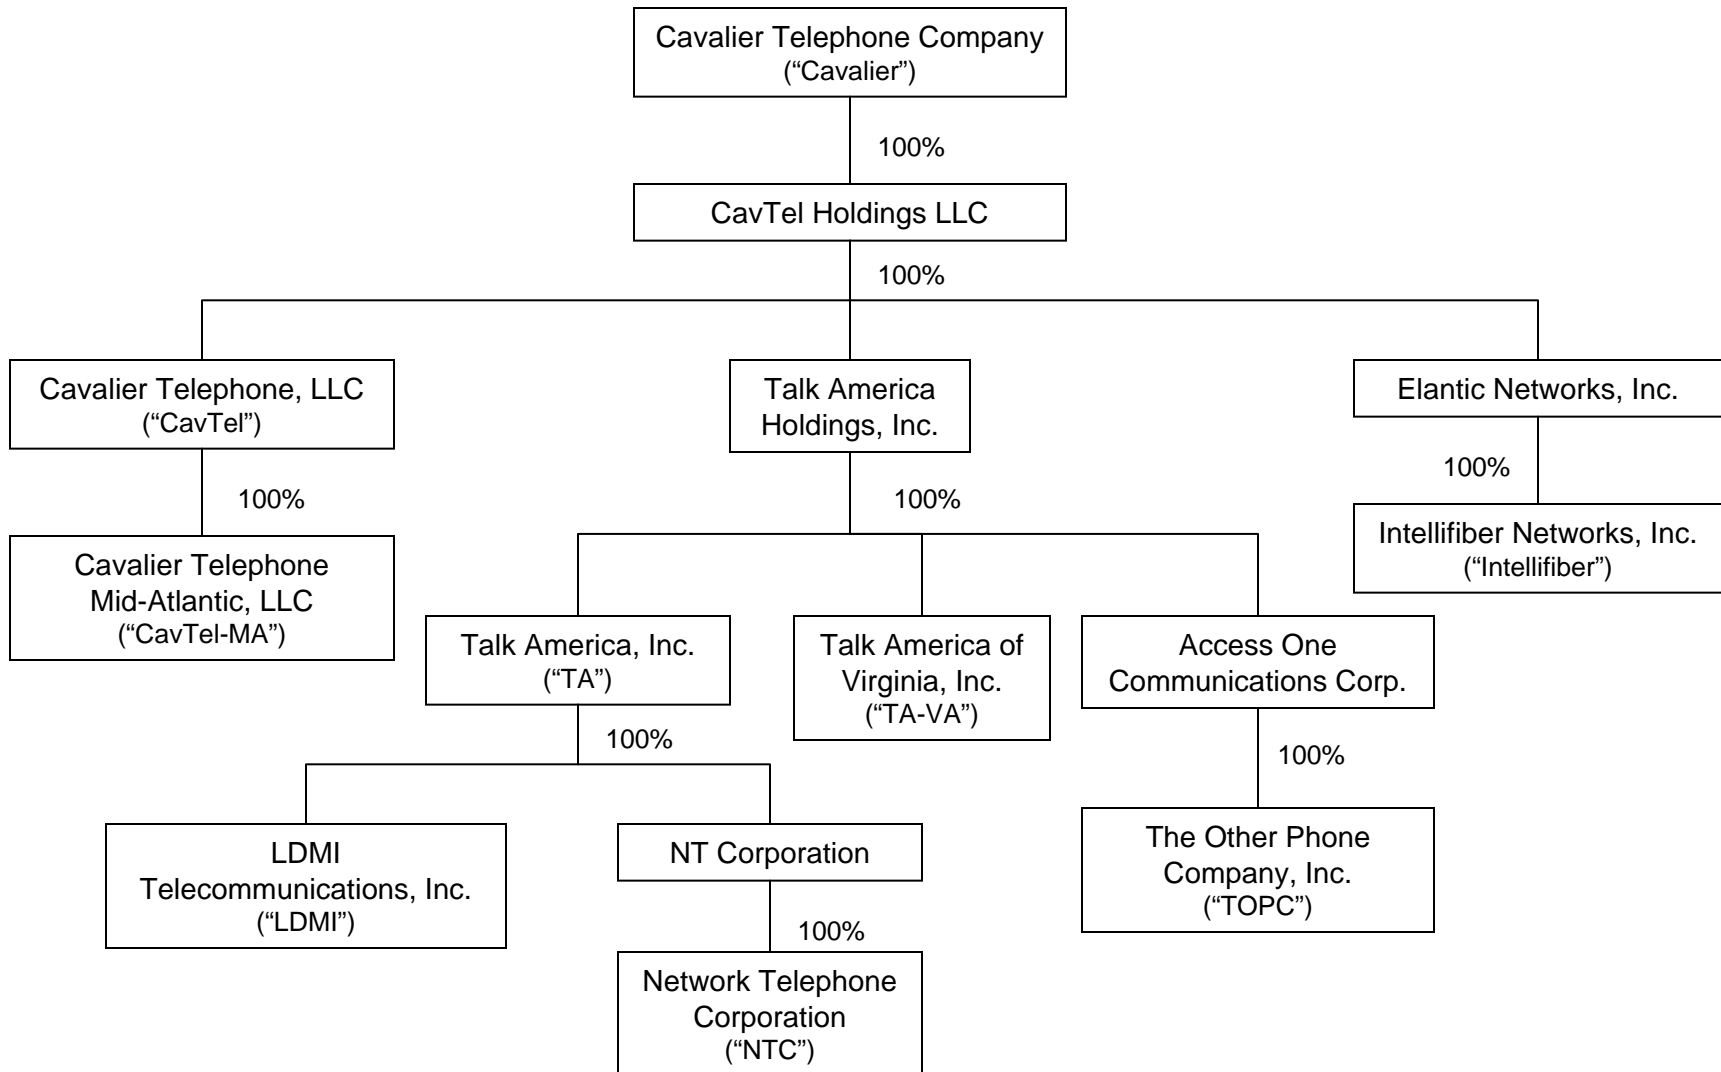 Cavalier Telephone Company
(“Cavalier”)
100%
CavTel Holdings LLC
100%
Cavalier Telephone, LLC
(“CavTel”)
100%
Cavalier Telephone
Mid-Atlantic, LLC
(“CavTel-MA”)
Talk America
Holdings, Inc.
100%
Elantic Networks, Inc.
100%
Intellifiber Networks, Inc.
(“Intellifiber”)
Talk America, Inc.
(“TA”)
100%
Talk America of
Virginia, Inc.
(“TA-VA”)
Access One
Communications Corp.
100%
LDMI
Telecommunications, Inc.
(“LDMI”)
NT Corporation
100%
Network Telephone
Corporation
(“NTC”)
The Other Phone
Company, Inc.
(“TOPC”)